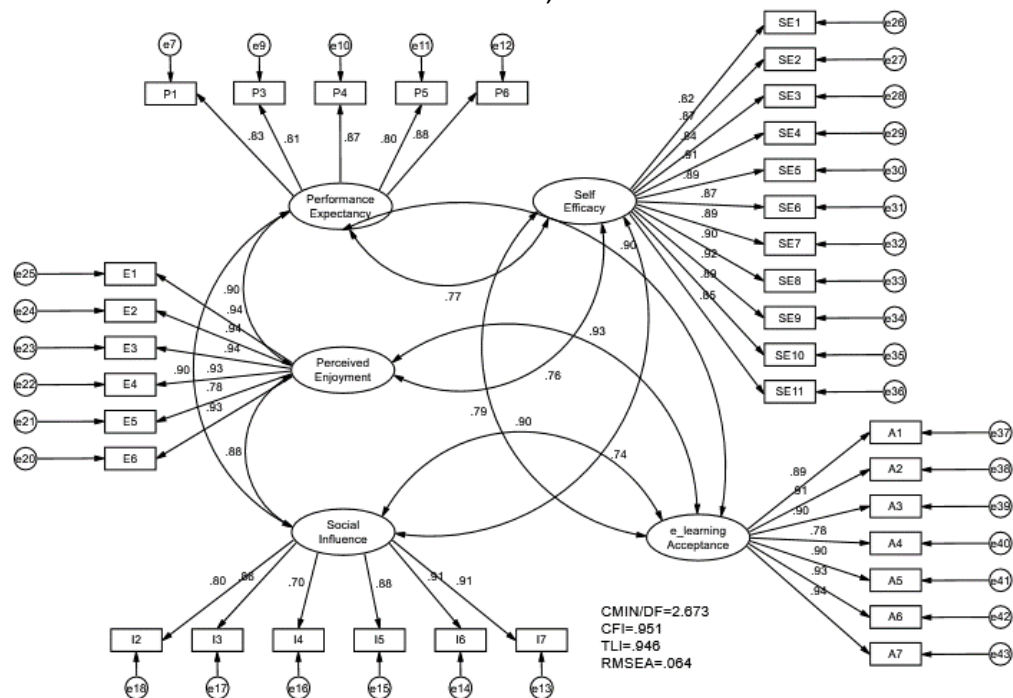 e7
e9
e10
e11
e12
P1
P3
P4
P5
P6
.83
.81
.87
.80
.88
Performance
Expectancy
SE1
e26
SE2
e27
SE3
e28
SE4
e29
SE5
e30
SE6
e31
SE7
e32
SE8
e33
SE9
e34
SE10
e35
SE11
e36
.82
.87
.84
.91
.89
.87
.89
.90
.92
.89
.85
Self
Efficacy
.90
.77
e25
E1
e24
E2
e23
E3
e22
E4
e21
E5
e20
E6
.90
.94
.94
.94
.93
.78
.93
.90
Perceived
Enjoyment
.93
.76
.79
.90
.74
.88
Social
Influence
e_learning
Acceptance
A1
e37
A2
e38
A3
e39
A4
e40
A5
e41
A6
e42
A7
e43
.89
.91
.90
.78
.90
.93
.94
.80
.70
.88
.91
.91
I2
I3
I4
I5
I6
I7
e18
e17
e16
e15
e14
e13
CMIN/DF=2.673
CFI=.951
TLI=.946
RMSEA=.064